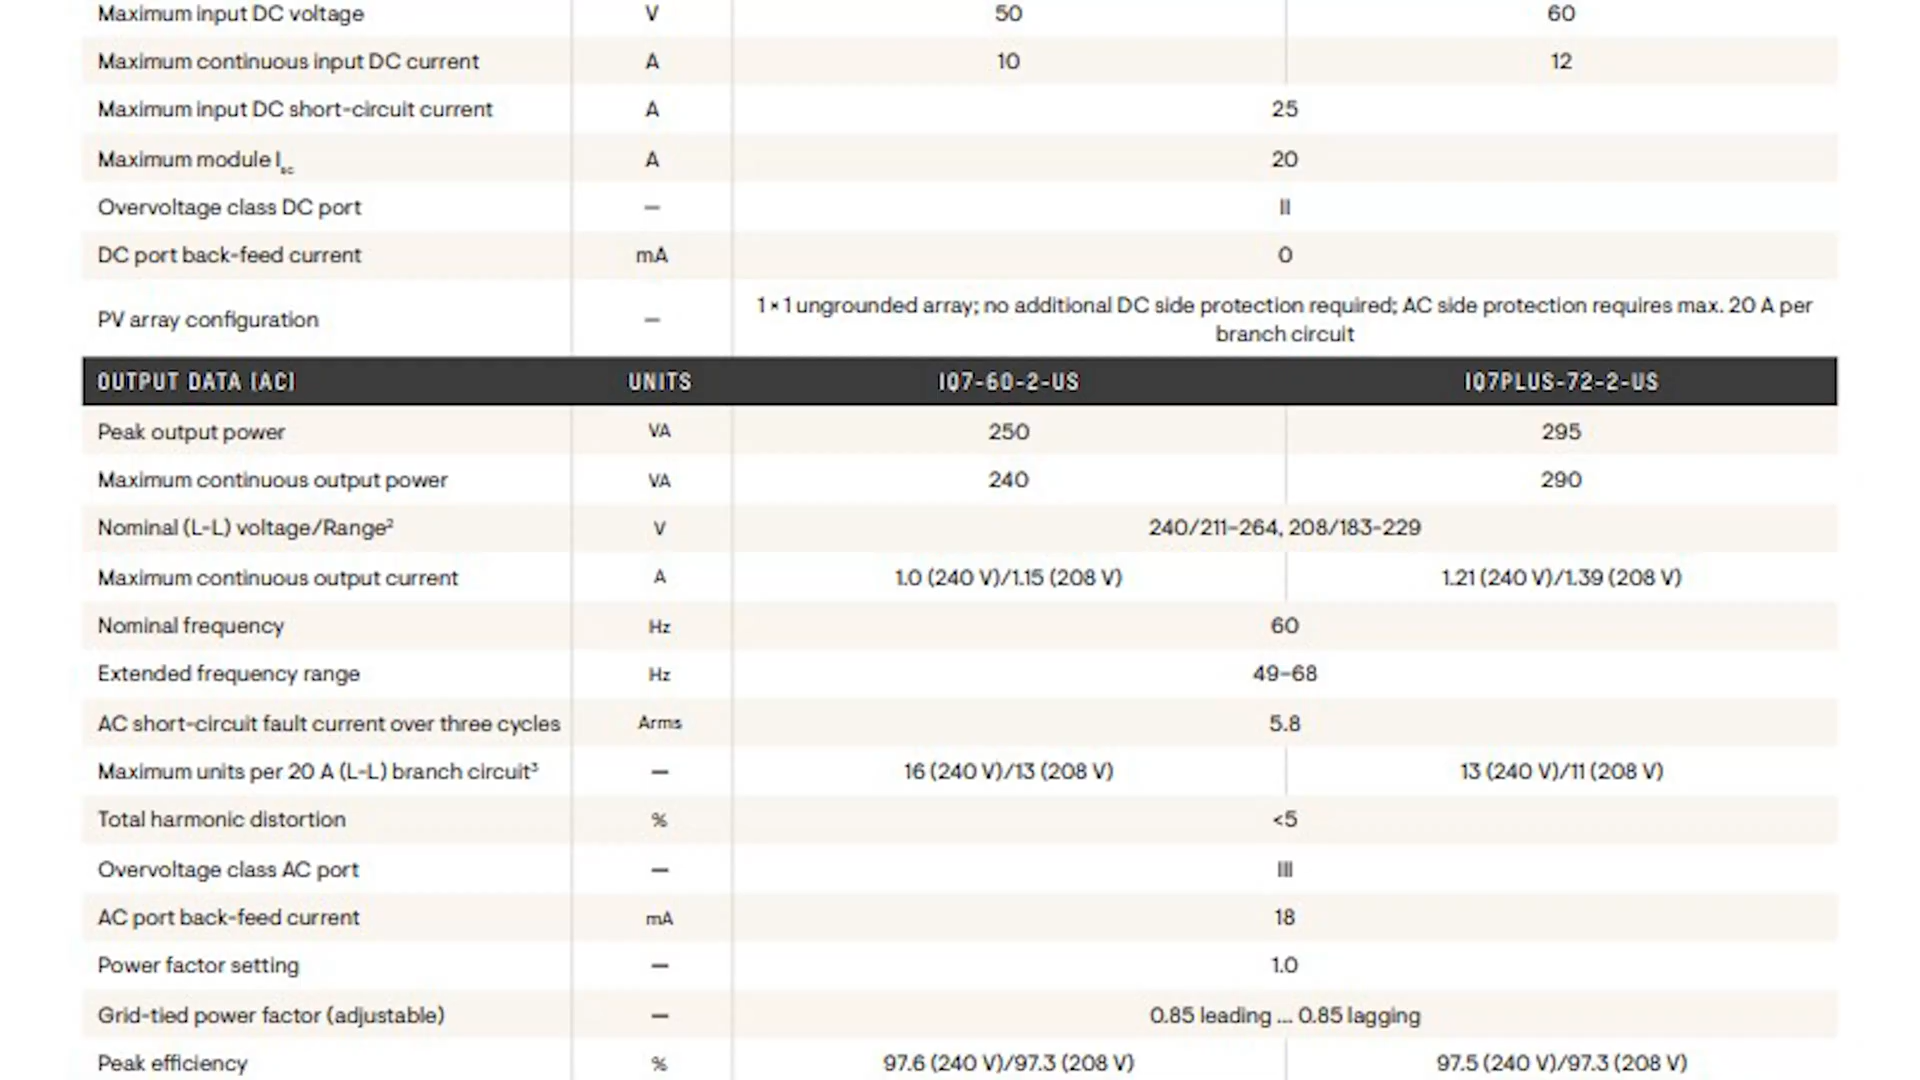 Maximum input DC voltage V 50 60
Maximum continuous input DC current A 10 12
Maximum input DC short-circuit current A 25
Maximum module Isc A 20
Overvoltage class DC port — II
DC port back-feed current mA 0
PV array configuration — 1 × 1 ungrounded array; no additional DC side protection required; AC side protection requires max. 20 A per
branch circuit
OUTPUT DATA (AC) UNITS IQ7-60-2-US IQ7PLUS-72-2-US
Peak output power VA 250 295
Maximum continuous output power VA 240 290
Nominal (L-L) voltage/Range² V 240/211–264, 208/183-229
Maximum continuous output current A 1.0 (240 V)/1.15 (208 V) 1.21 (240 V)/1.39 (208 V)
Nominal frequency Hz 60
Extended frequency range Hz 49–68
AC short-circuit fault current over three cycles Arms 5.8
Maximum units per 20 A (L-L) branch circuit³ — 16 (240 V)/13 (208 V) 13 (240 V)/11 (208 V)
Total harmonic distortion % <5
Overvoltage class AC port — III
AC port back-feed current mA 18
Power factor setting — 1.0
Grid-tied power factor (adjustable) — 0.85 leading ... 0.85 lagging
Peak efficiency % 97.6 (240 V)/97.3 (208 V) 97.5 (240 V)/97.3 (208 V)